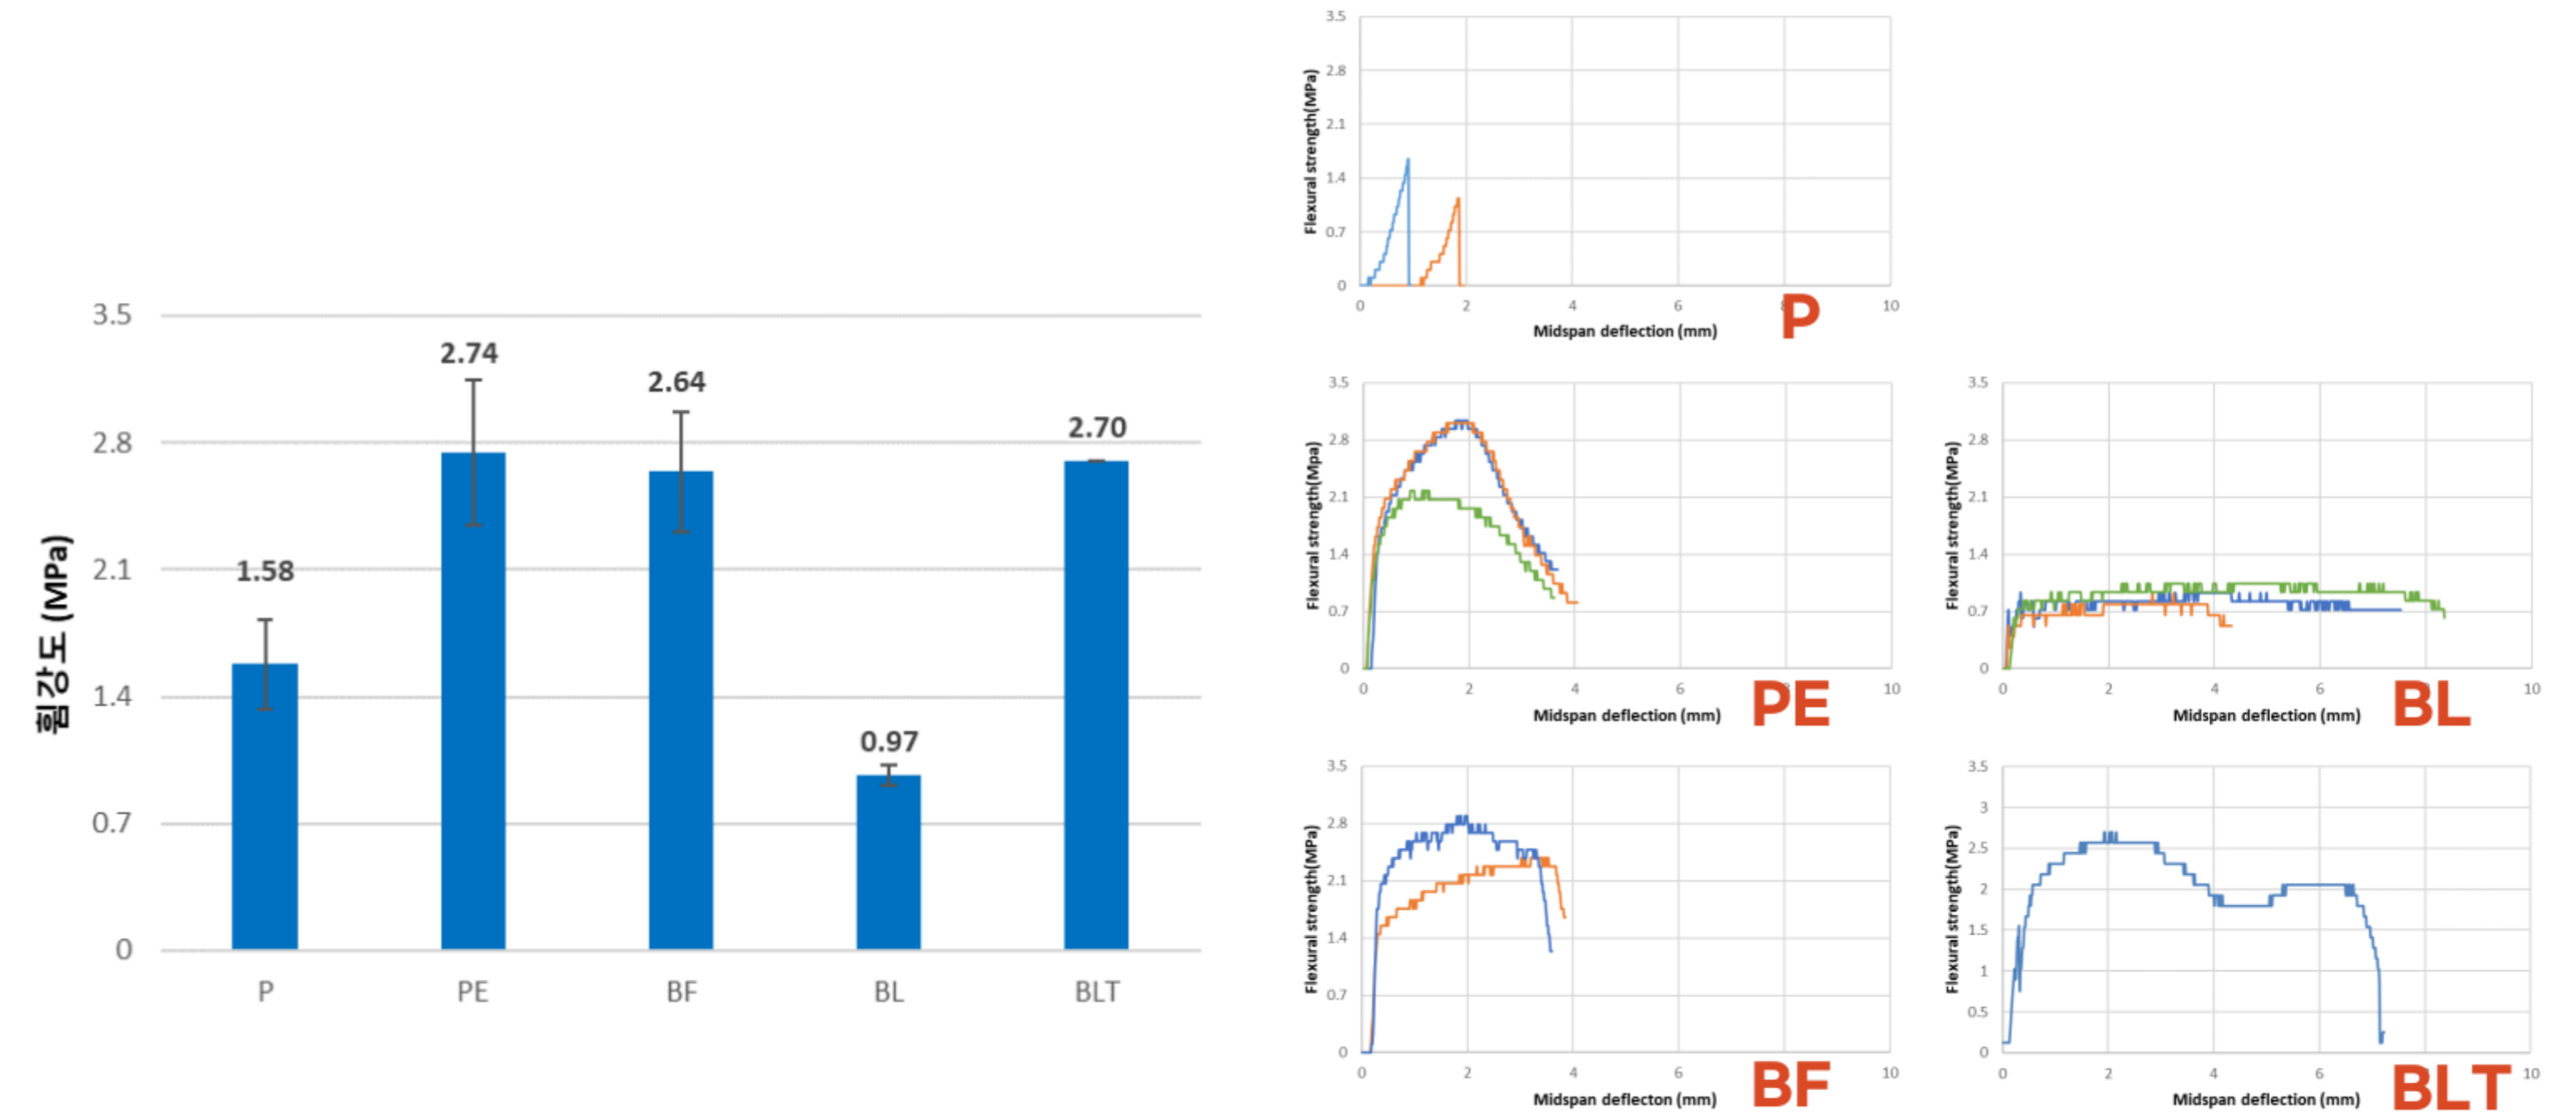 휨강도 (MPa)
3.5
2.8
2.1
1.4
0.7
0
1.58
2.74
2.64
0.97
2.70
P PE BF BL BLT
Flexural strength(MPa)
3.5
2.8
2.1
1.4
0.7
0
0 2 4 6 8 10
Midspan deflection (mm)
P
Flexural strength(Mpa)
3.5
2.8
2.1
1.4
0.7
0
0 2 4 6 10
Midspan deflection (mm)
PE
Flexural strength(MPa)
3.5
2.8
2.1
1.4
0.7
0
0 2 4 6 10
Midspan deflection (mm)
BL
Flexural strength(MPa)
3.5
2.8
2.1
1.4
0.7
0
0 2 4 6 10
Midspan deflecton (mm)
BF
Flexural strength(MPa)
3.5
3
2.5
2
1.5
1
0.5
0
0 2 4 6 10
Midspan deflection (mm)
BLT